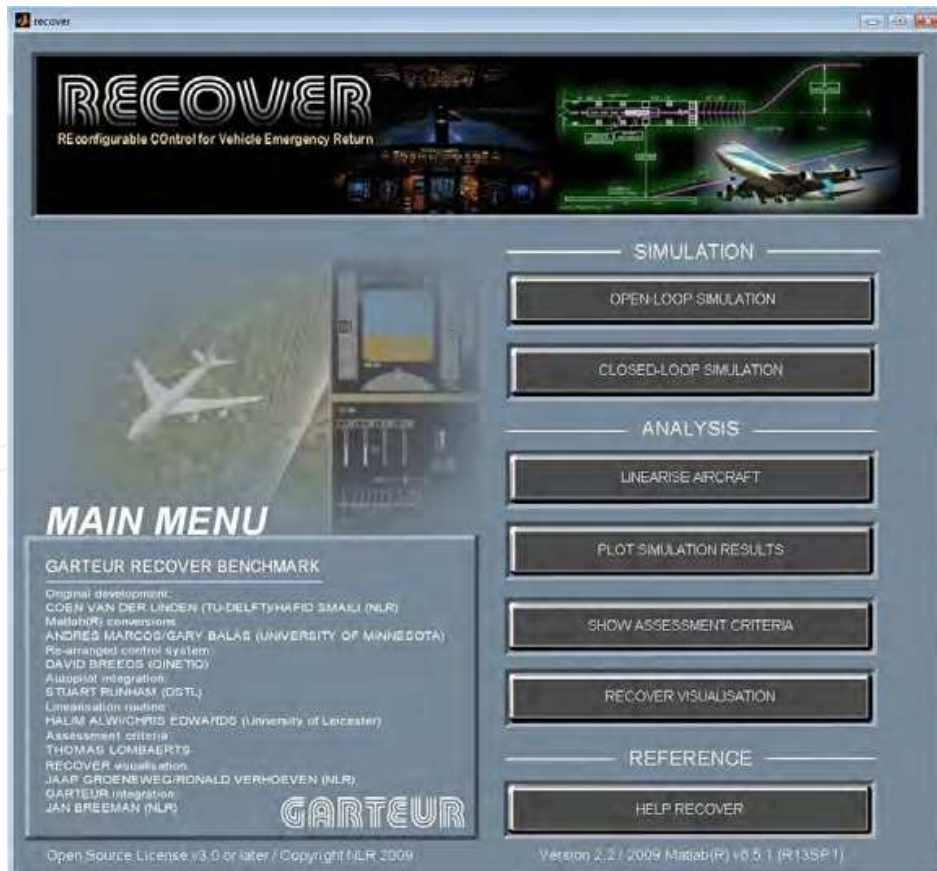 recover
RECOVER
REconfigurable COntrol for Vehicle Emergency Return
SIMULATION
OPEN-LOOP SIMULATION
CLOSED-LOOP SIMULATION
ANALYSIS
LINEARISE AIRCRAFT
PLOT SIMULATION RESULTS
SHOW ASSESSMENT CRITERIA
RECOVER VISUALISATION
REFERENCE
HELP RECOVER
MAIN MENU
GARTEUR RECOVER BENCHMARK
Original development:
COEN VAN DER LINDEN (TU-DELFT)/HAFID SMAILI (NLR)
Matlab(R) conversions
ANDRES MARCOS/GARY BALAS (UNIVERSITY OF MINNESOTA)
Re-arranged control system
DAVID BREEDS (QINETIQ)
Autopilot integration
STUART RUNHAM (DSTL)
Linearisation routine
HALIM ALWI/CHRIS EDWARDS (University of Leicester)
Assessment criteria
THOMAS LOMBAERTS
RECOVER visualisation
JAAP GROENEWEG/RONALD VERHOEVEN (NLR)
GARTEUR integration
JAN BREEMAN (NLR)
GARTEUR
Open Source License v3.0 or later / Copyright NLR 2009
Version 2.2 / 2009 Matlab(R) v6.5.1 (R13SP1)